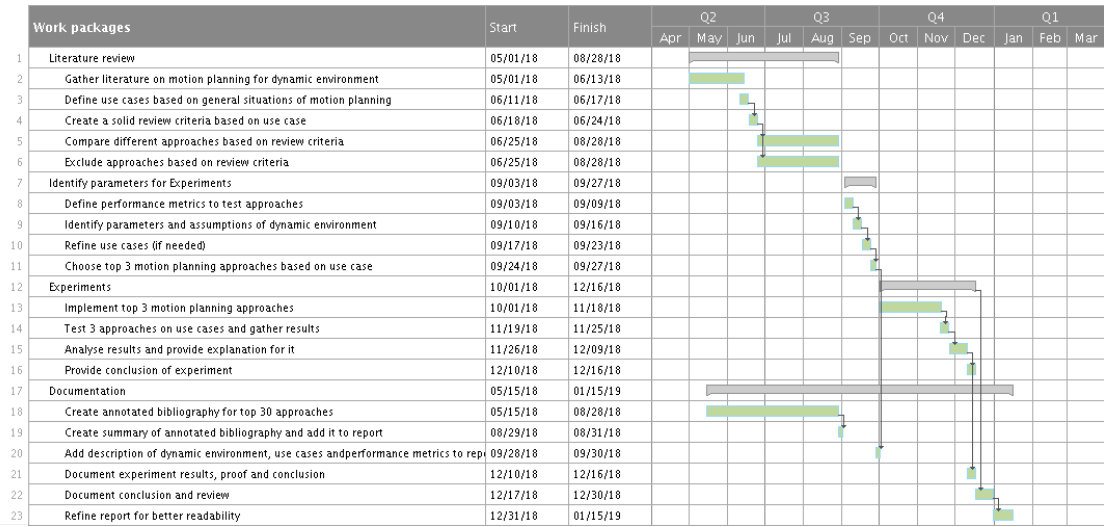 Work packages Start Finish Q2 Q3 Q4 Q1
Apr May Jun Jul Aug Sep Oct Nov Dec Jan Feb Mar
1 Literature review 05/01/18 08/28/18
2 Gather literature on motion planning for dynamic environment 05/01/18 06/13/18
3 Define use cases based on general situations of motion planning 06/11/18 06/17/18
4 Create a solid review criteria based on use case 06/18/18 06/24/18
5 Compare different approaches based on review criteria 06/25/18 08/28/18
6 Exclude approaches based on review criteria 06/25/18 08/28/18
7 Identify parameters for Experiments 09/03/18 09/27/18
8 Define performance metrics to test approaches 09/03/18 09/09/18
9 Identify parameters and assumptions of dynamic environment 09/10/18 09/16/18
10 Refine use cases (if needed) 09/17/18 09/23/18
11 Choose top 3 motion planning approaches based on use case 09/24/18 09/27/18
12 Experiments 10/01/18 12/16/18
13 Implement top 3 motion planning approaches 10/01/18 11/18/18
14 Test 3 approaches on use cases and gather results 11/19/18 11/25/18
15 Analyse results and provide explanation for it 11/26/18 12/09/18
16 Provide conclusion of experiment 12/10/18 12/16/18
17 Documentation 05/15/18 01/15/19
18 Create annotated bibliography for top 30 approaches 05/15/18 08/28/18
19 Create summary of annotated bibliography and add it to report 08/29/18 08/31/18
20 Add description of dynamic environment, use cases andperformance metrics to repo 09/28/18 09/30/18
21 Document experiment results, proof and conclusion 12/10/18 12/16/18
22 Document conclusion and review 12/17/18 12/30/18
23 Refine report for better readability 12/31/18 01/15/19